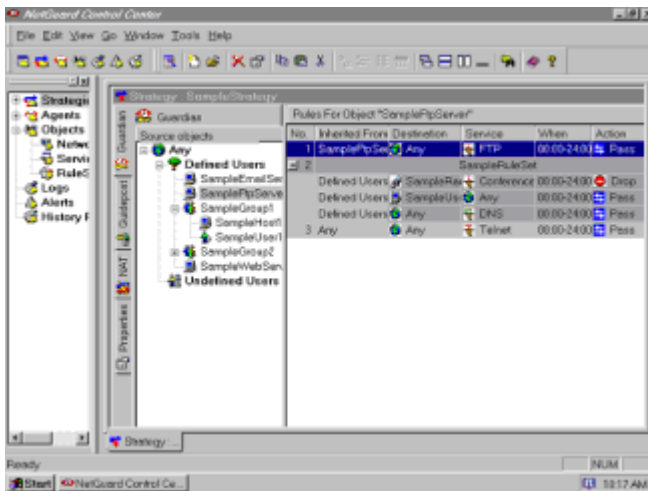 NetGuard Control Center
File Edit View Go Window Tools Help
Strategie
Agents
Objects
Netwo
Servi
RuleS
Logs
Alerts
History F
Strategy : SampleStrategy
Guardian
Guidepost
NAT
Properties
Guardian
Source objects
Any
Defined Users
SampleEmailSer
SampleFtpServe
SampleGroup1
SampleHost1
SampleUser1
SampleGroup2
SampleWebServ
Undefined Users
Rules For Object "SampleFtpServer"
No. Inherited From Destination Service When Action
1 SampleFtpSer Any FTP 00:00-24:00 Pass
2 SampleRuleSet
Defined Users SampleRa Conference 00:00-24:00 Drop
Defined Users SampleUs Any 00:00-24:00 Pass
Defined Users Any DNS 00:00-24:00 Pass
3 Any Any Telnet 00:00-24:00 Pass
Strategy : ...
Ready NUM
Start NetGuard Control Ce... 10:17 AM